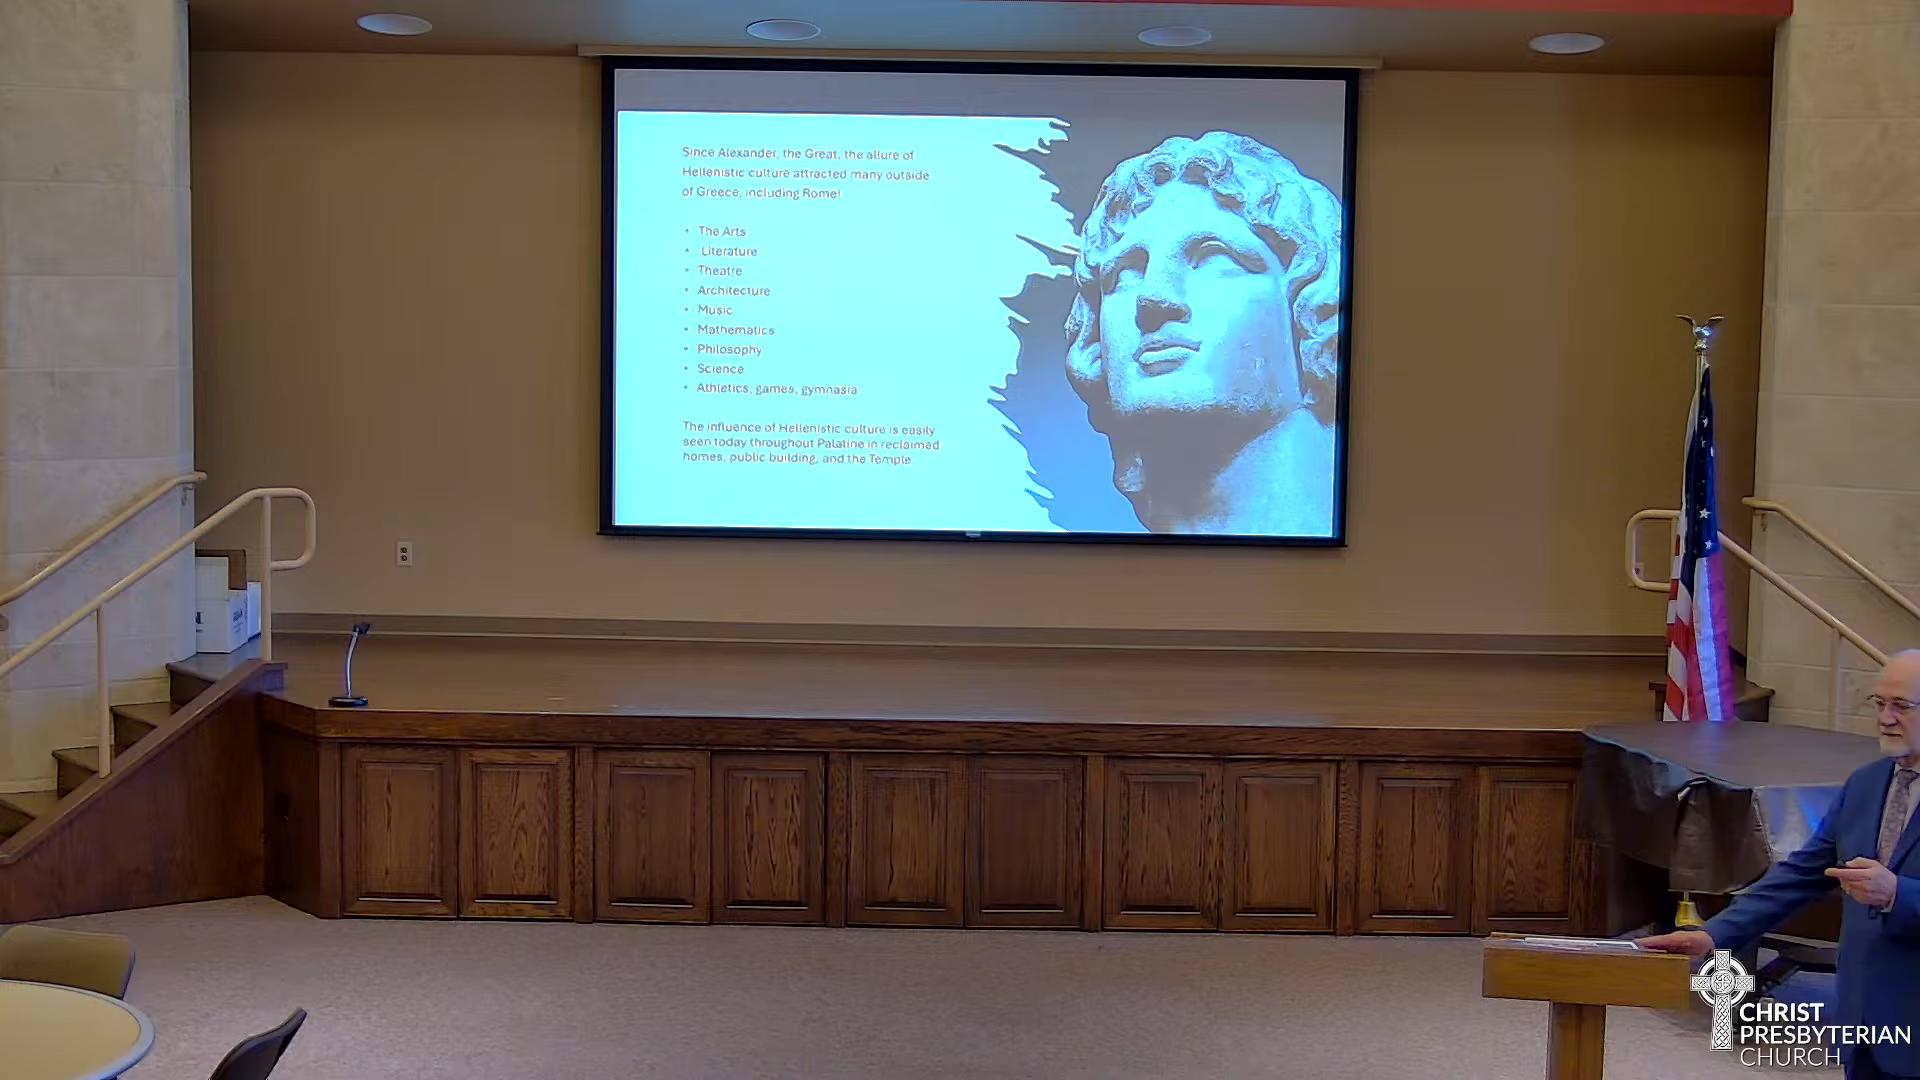 Since Alexander, the Great, the allure of
Hellenistic culture attracted many outside
of Greece, including Rome!
• The Arts
• Literature
• Theatre
• Architecture
• Music
• Mathematics
• Philosophy
• Science
• Athletics, games, gymnasia
The influence of Hellenistic culture is easily
seen today throughout Palatine in reclaimed
homes, public building, and the Temple
CHRIST
PRESBYTERIAN
CHURCH